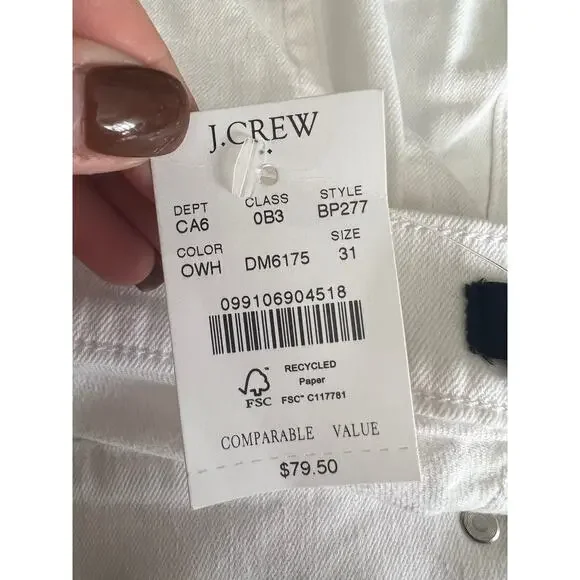 J.CREW
DEPT CLASS STYLE
CA6 0B3 BP277
COLOR SIZE
OWH DM6175 31
099106904518
RECYCLED
Paper
FSC™ C117781
FSC
COMPARABLE VALUE
$79.50